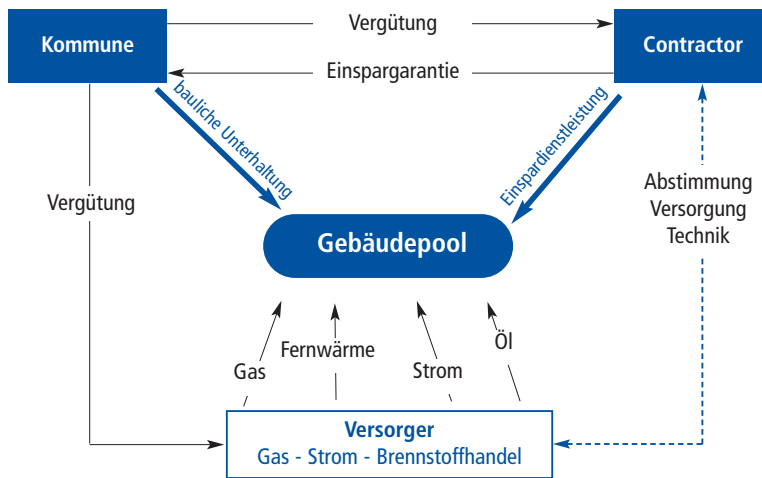 Kommune
Vergütung
Contractor
Einspargarantie
bauliche Unterhaltung
Einspardienstleistung
Vergütung
Abstimmung
Versorgung
Technik
Gebäudepool
Gas
Fernwärme
Strom
Öl
Versorger
Gas - Strom - Brennstoffhandel